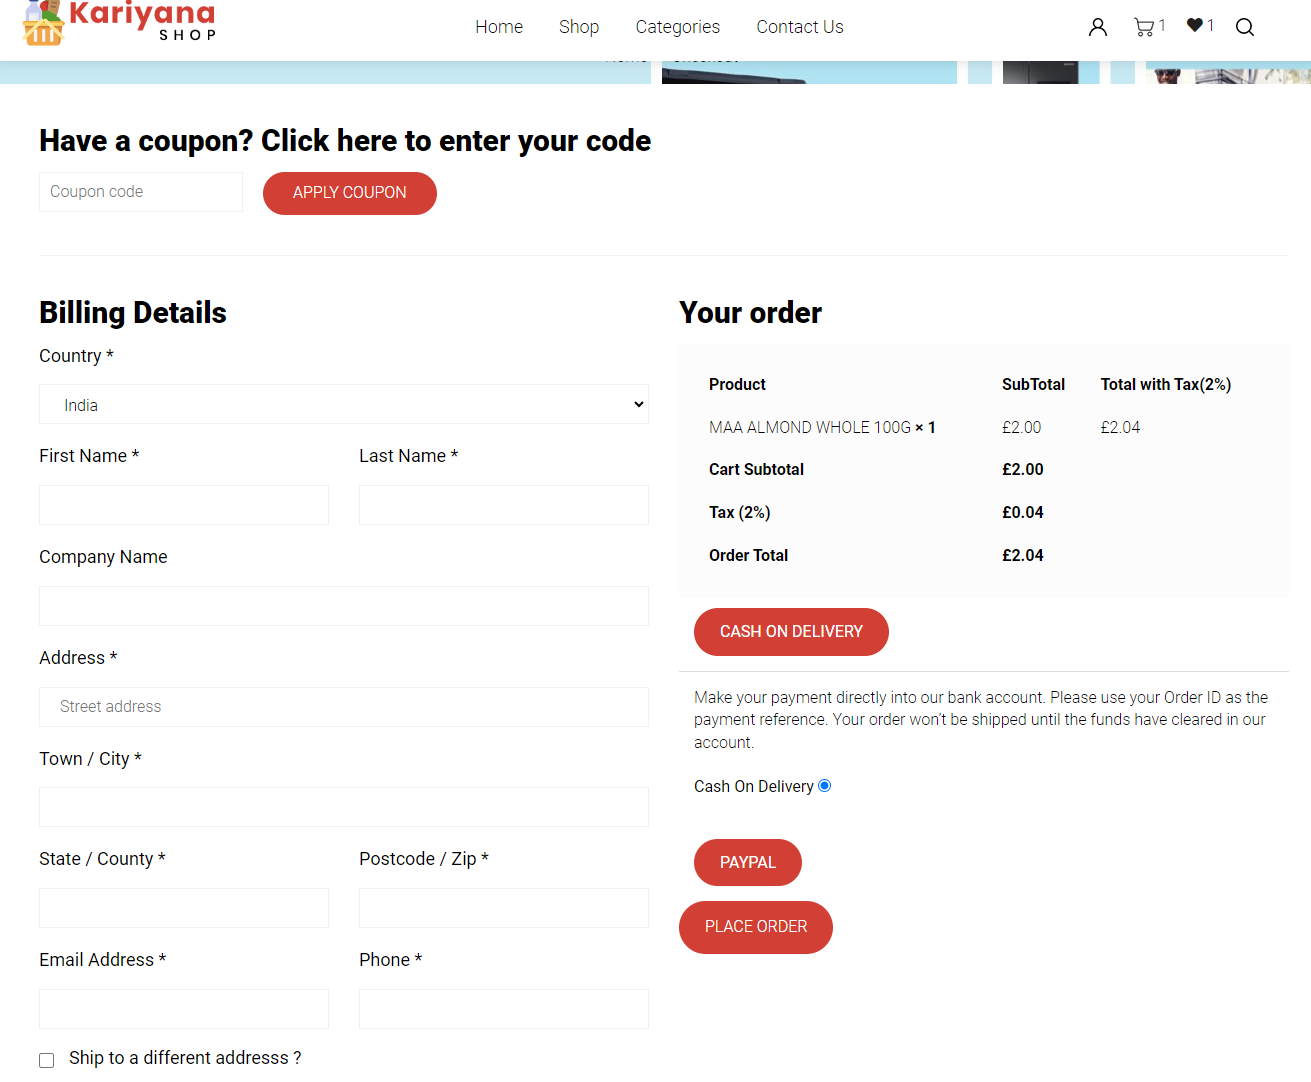 Kariyana
SHOP
Home
Shop
Categories
Contact Us
1
1
Home
Checkout
Have a coupon? Click here to enter your code
Coupon code
APPLY COUPON
Billing Details
Country *
India
First Name *
Last Name *
Company Name
Address *
Street address
Town / City *
State / County *
Postcode / Zip *
Email Address *
Phone *
Ship to a different addresss ?
Your order
Product SubTotal Total with Tax(2%)
MAA ALMOND WHOLE 100G × 1 £2.00 £2.04
Cart Subtotal £2.00
Tax (2%) £0.04
Order Total £2.04
CASH ON DELIVERY
Make your payment directly into our bank account. Please use your Order ID as the
payment reference. Your order won't be shipped until the funds have cleared in our
account.
Cash On Delivery
PAYPAL
PLACE ORDER